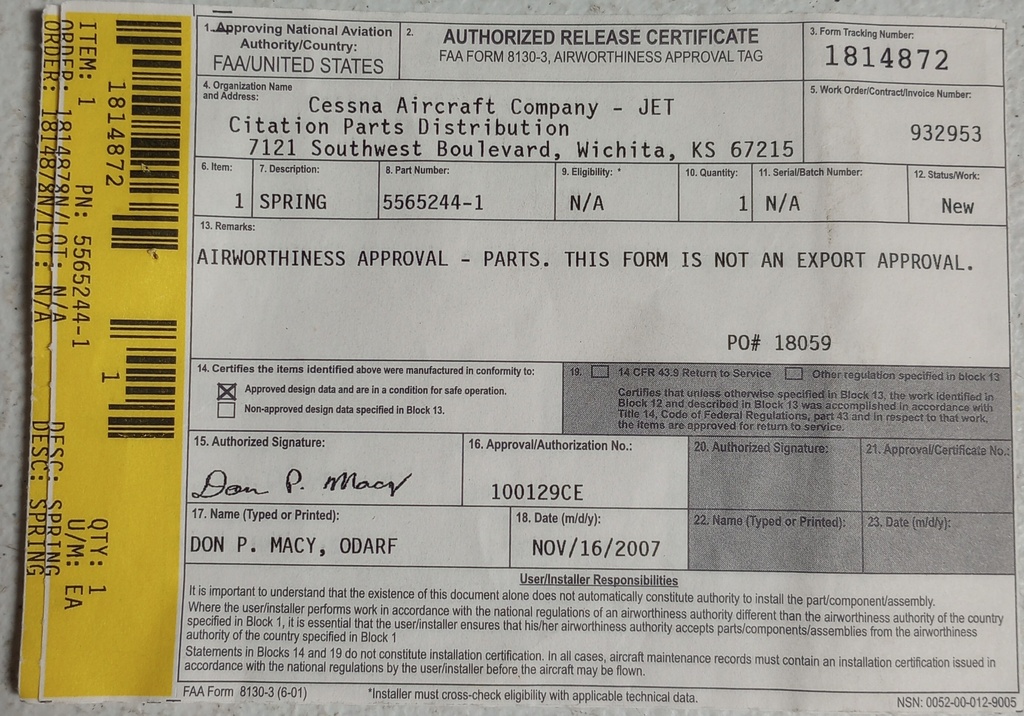 1. Approving National Aviation
Authority/Country:
FAA/UNITED STATES
2.
AUTHORIZED RELEASE CERTIFICATE
FAA FORM 8130-3, AIRWORTHINESS APPROVAL TAG
3. Form Tracking Number:
1814872
4. Organization Name
and Address:
Cessna Aircraft Company - JET
Citation Parts Distribution
7121 Southwest Boulevard, Wichita, KS 67215
5. Work Order/Contract/Invoice Number:
932953
6. Item:
1
7. Description:
SPRING
8. Part Number:
5565244-1
9. Eligibility: *
N/A
10. Quantity:
1
11. Serial/Batch Number:
N/A
12. Status/Work:
New
13. Remarks:
AIRWORTHINESS APPROVAL - PARTS. THIS FORM IS NOT AN EXPORT APPROVAL.
PO# 18059
14. Certifies the items identified above were manufactured in conformity to:
Approved design data and are in a condition for safe operation.
Non-approved design data specified in Block 13.
19. 14 CFR 43.9 Return to Service Other regulation specified in block 13
Certifies that unless otherwise specified in Block 13, the work identified in
Block 12 and described in Block 13 was accomplished in accordance with
Title 14, Code of Federal Regulations, part 43 and in respect to that work,
the items are approved for return to service.
15. Authorized Signature:
Don P. Macy
16. Approval/Authorization No.:
100129CE
20. Authorized Signature:
21. Approval/Certificate No.:
17. Name (Typed or Printed):
DON P. MACY, ODARF
18. Date (m/d/y):
NOV/16/2007
22. Name (Typed or Printed):
23. Date (m/d/y):
User/Installer Responsibilities
It is important to understand that the existence of this document alone does not automatically constitute authority to install the part/component/assembly.
Where the user/installer performs work in accordance with the national regulations of an airworthiness authority different than the airworthiness authority of the country
specified in Block 1, it is essential that the user/installer ensures that his/her airworthiness authority accepts parts/components/assemblies from the airworthiness
authority of the country specified in Block 1
Statements in Blocks 14 and 19 do not constitute installation certification. In all cases, aircraft maintenance records must contain an installation certification issued in
accordance with the national regulations by the user/installer before the aircraft may be flown.
FAA Form 8130-3 (6-01)
*Installer must cross-check eligibility with applicable technical data.
NSN: 0052-00-012-9005
1814872
1
ITEM: 1 PN: 5565244-1 QTY: 1
ORDER: 1814878N/LOT: N/A DESC: SPRING U/M: EA
ORDER: 1814878N/LOT: N/A DESC: SPRING